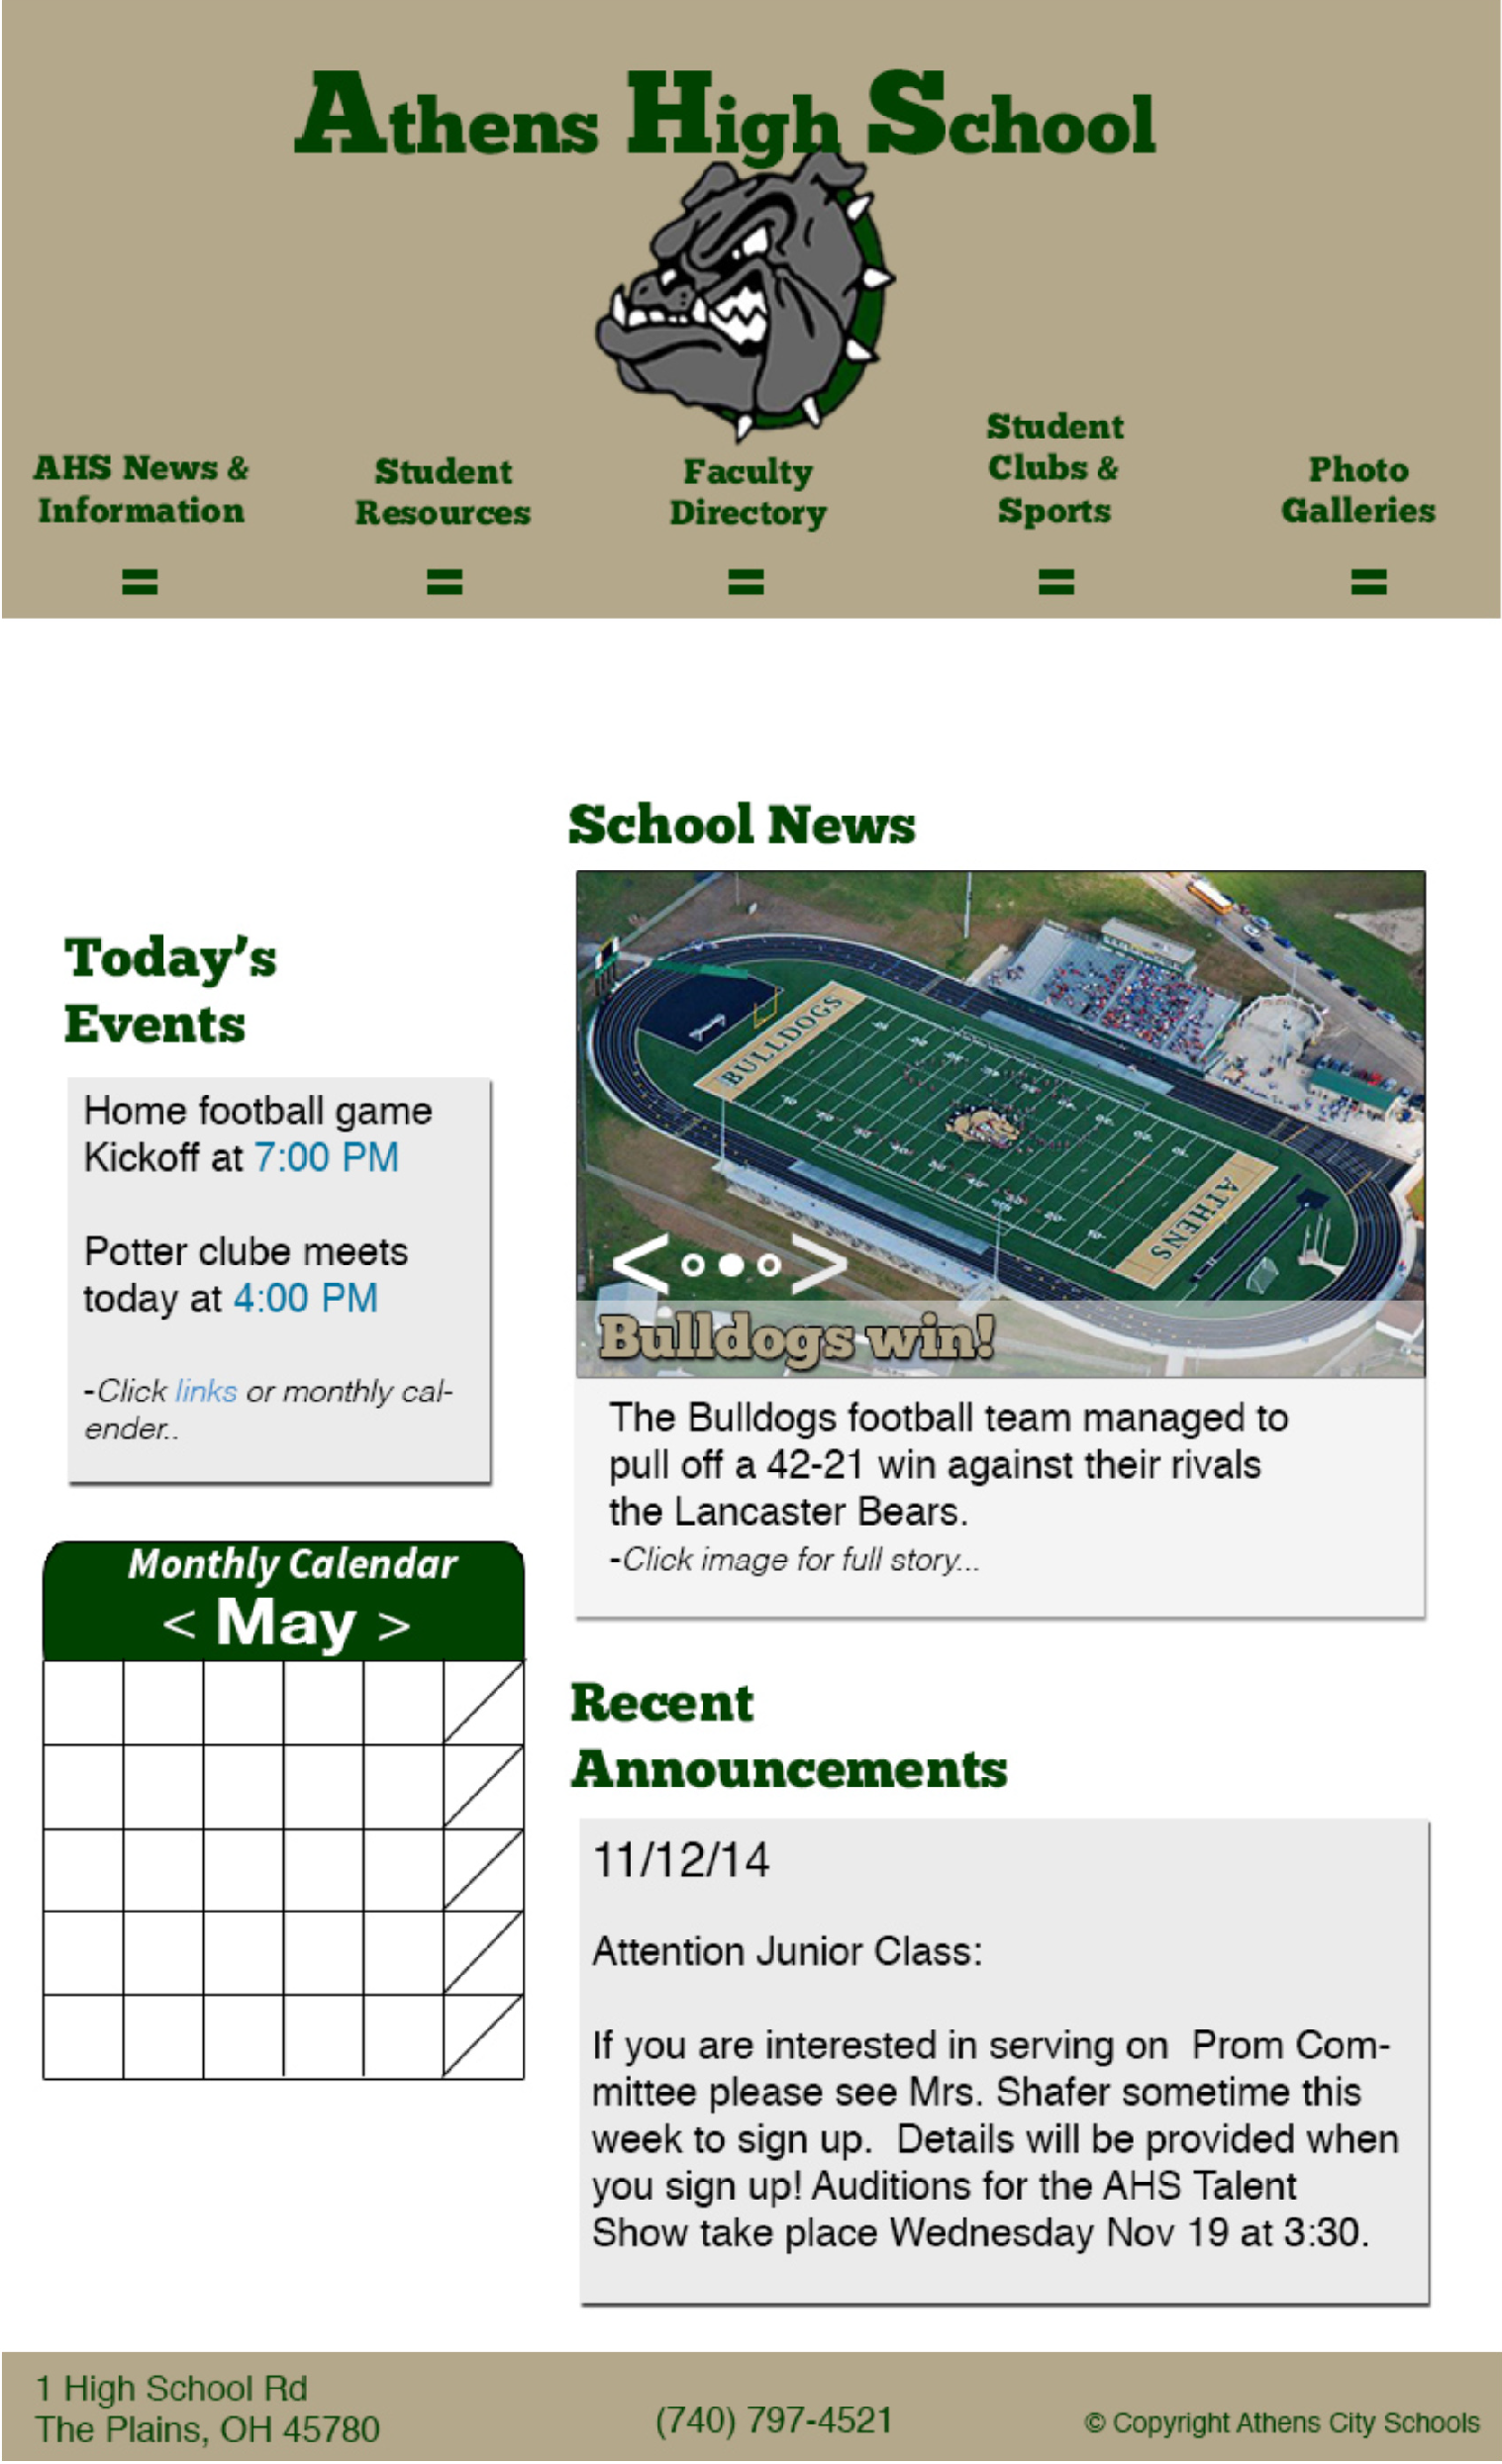 Athens High School
AHS News &
Information
Student
Resources
Faculty
Directory
Student
Clubs &
Sports
Photo
Galleries
=
=
=
=
=
School News
BULLDOGS
ATHENS
< >
Bulldogs win!
The Bulldogs football team managed to
pull off a 42-21 win against their rivals
the Lancaster Bears.
-Click image for full story...
Today's
Events
Home football game
Kickoff at 7:00 PM
Potter clube meets
today at 4:00 PM
-Click links or monthly cal-
ender..
Monthly Calendar
< May >
Recent
Announcements
11/12/14
Attention Junior Class:
If you are interested in serving on  Prom Com-
mittee please see Mrs. Shafer sometime this
week to sign up.  Details will be provided when
you sign up! Auditions for the AHS Talent
Show take place Wednesday Nov 19 at 3:30.
1 High School Rd
The Plains, OH 45780
(740) 797-4521
© Copyright Athens City Schools